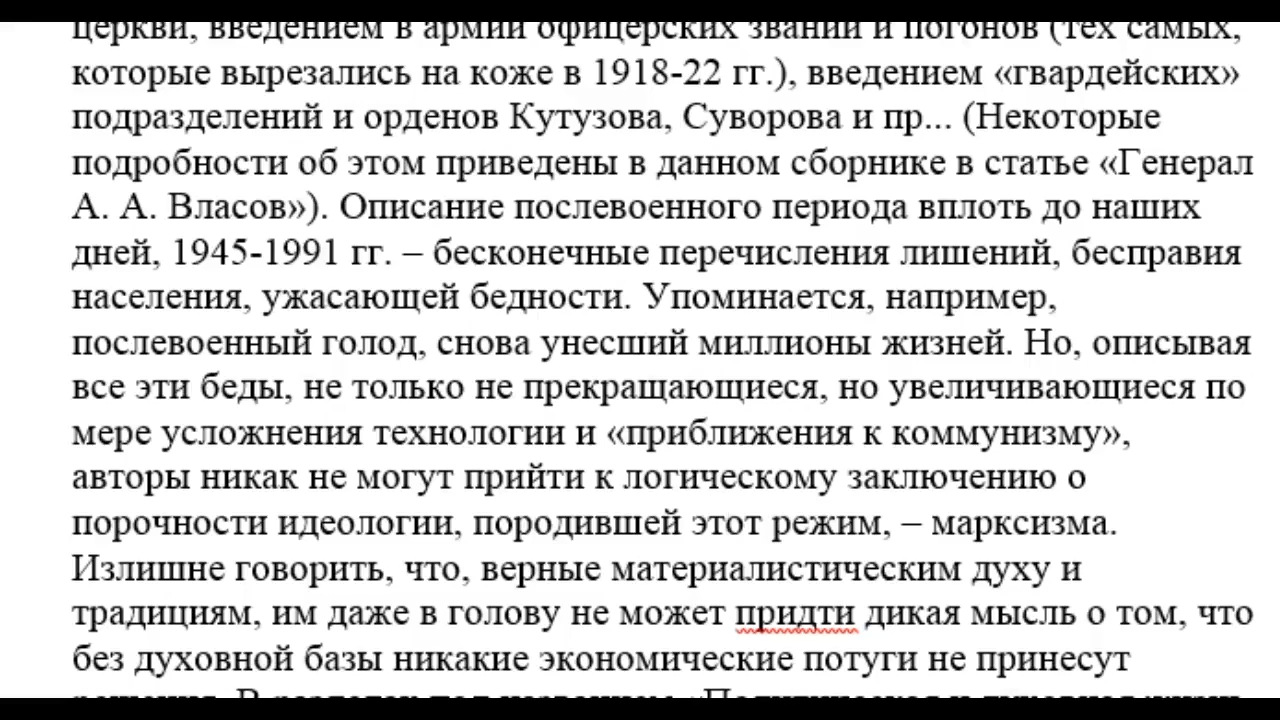 церкви, введением в армии офицерских званий и погонов (тех самых,
которые вырезались на коже в 1918-22 гг.), введением «гвардейских»
подразделений и орденов Кутузова, Суворова и пр... (Некоторые
подробности об этом приведены в данном сборнике в статье «Генерал
А. А. Власов»). Описание послевоенного периода вплоть до наших
дней, 1945-1991 гг. – бесконечные перечисления лишений, бесправия
населения, ужасающей бедности. Упоминается, например,
послевоенный голод, снова унесший миллионы жизней. Но, описывая
все эти беды, не только не прекращающиеся, но увеличивающиеся по
мере усложнения технологии и «приближения к коммунизму»,
авторы никак не могут прийти к логическому заключению о
порочности идеологии, породившей этот режим, – марксизма.
Излишне говорить, что, верные материалистическим духу и
традициям, им даже в голову не может придти дикая мысль о том, что
без духовной базы никакие экономические потуги не принесут